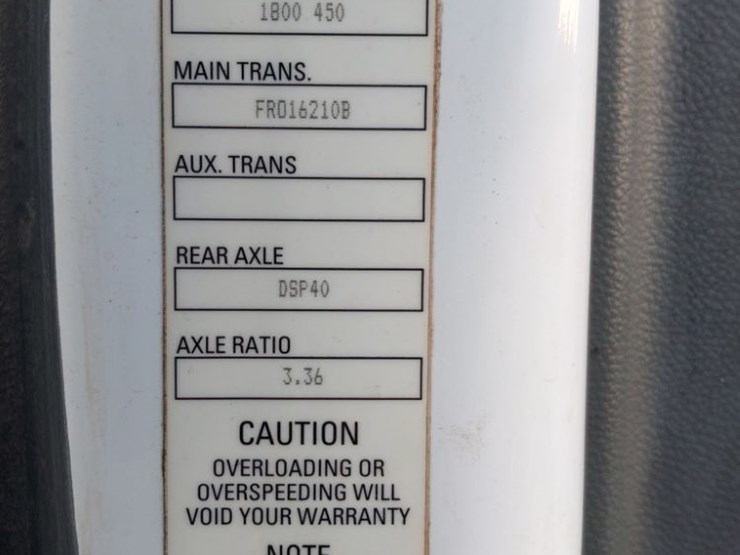 1800 450
MAIN TRANS.
FRO16210B
AUX. TRANS
REAR AXLE
DSP40
AXLE RATIO
3.36
CAUTION
OVERLOADING OR
OVERSPEEDING WILL
VOID YOUR WARRANTY
NOTE